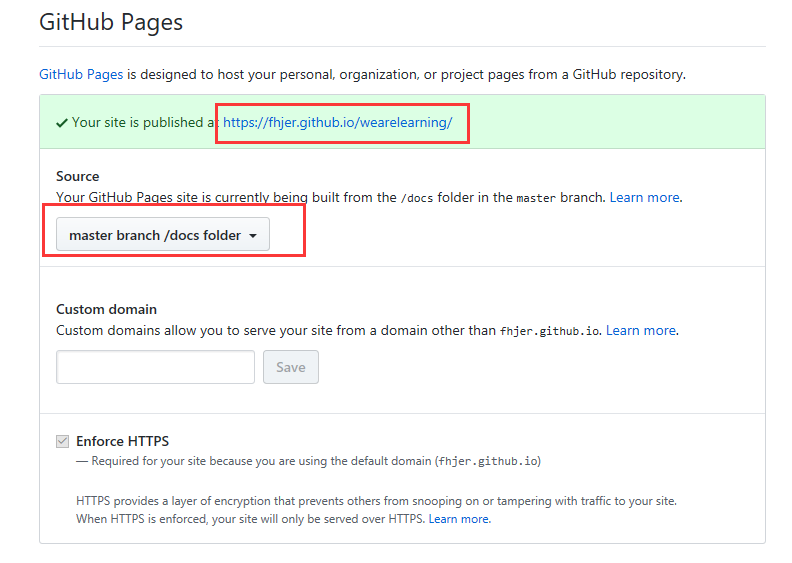 GitHub Pages
GitHub Pages is designed to host your personal, organization, or project pages from a GitHub repository.
Your site is published at https://fhjer.github.io/wearelearning/
Source
Your GitHub Pages site is currently being built from the /docs folder in the master branch. Learn more.
master branch /docs folder
Custom domain
Custom domains allow you to serve your site from a domain other than fhjer.github.io. Learn more.
Save
Enforce HTTPS
— Required for your site because you are using the default domain (fhjer.github.io)
HTTPS provides a layer of encryption that prevents others from snooping on or tampering with traffic to your site.
When HTTPS is enforced, your site will only be served over HTTPS. Learn more.